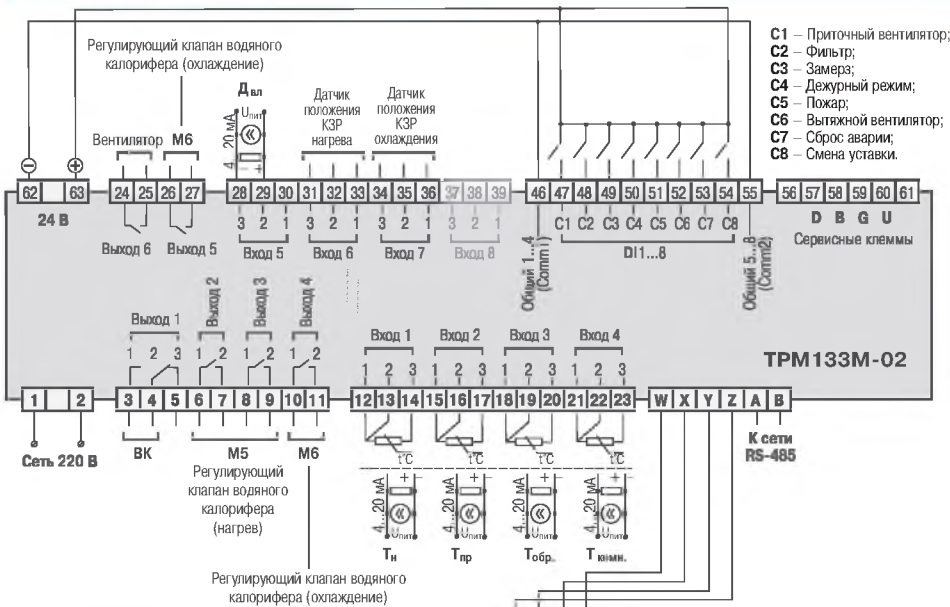 C1 – Приточный вентилятор;
C2 – Фильтр;
C3 – Замерз;
C4 – Дежурный режим;
C5 – Пожар;
C6 – Вытяжной вентилятор;
C7 – Сброс аварии;
C8 – Смена уставки.
Регулирующий клапан водяного
калорифера (охлаждение)
Вентилятор М6
Двл
Uпит
4...20 мА
– +
Датчик
положения
КЗР
нагрева
Датчик
положения
КЗР
охлаждения
62 63 24 25 26 27 28 29 30 31 32 33 34 35 36 37 38 39 46 47 48 49 50 51 52 53 54 55 56 57 58 59 60 61
24 В
Выход 6 Выход 5
3 2 1 3 2 1 3 2 1 3 2 1
Вход 5 Вход 6 Вход 7 Вход 8
Общий 1...4
(Comm1)
C1 C2 C3 C4 C5 C6 C7 C8
DI1...8
Общий 5...8
(Comm2)
D B G U
Сервисные клеммы
Выход 1 Выход 2 Выход 3 Выход 4
1 2 3 1 2 1 2 1 2
Вход 1 Вход 2 Вход 3 Вход 4
1 2 3 1 2 3 1 2 3 1 2 3
ТРМ133М-02
1 2 3 4 5 6 7 8 9 10 11 12 13 14 15 16 17 18 19 20 21 22 23 W X Y Z A B
Сеть 220 В
ВК М5 М6
К сети
RS-485
Регулирующий
клапан водяного
калорифера
(нагрев)
t°C t°C t°C t°C
4...20 мА 4...20 мА 4...20 мА 4...20 мА
+ – + – + – + –
Uпит Uпит Uпит Uпит
Тн Тпр Тобр. Ткомн.
Регулирующий клапан водяного
калорифера (охлаждение)